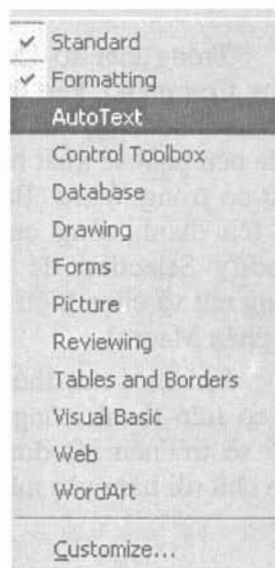 Standard
Formatting
AutoText
Control Toolbox
Database
Drawing
Forms
Picture
Reviewing
Tables and Borders
Visual Basic
Web
WordArt
Customize...